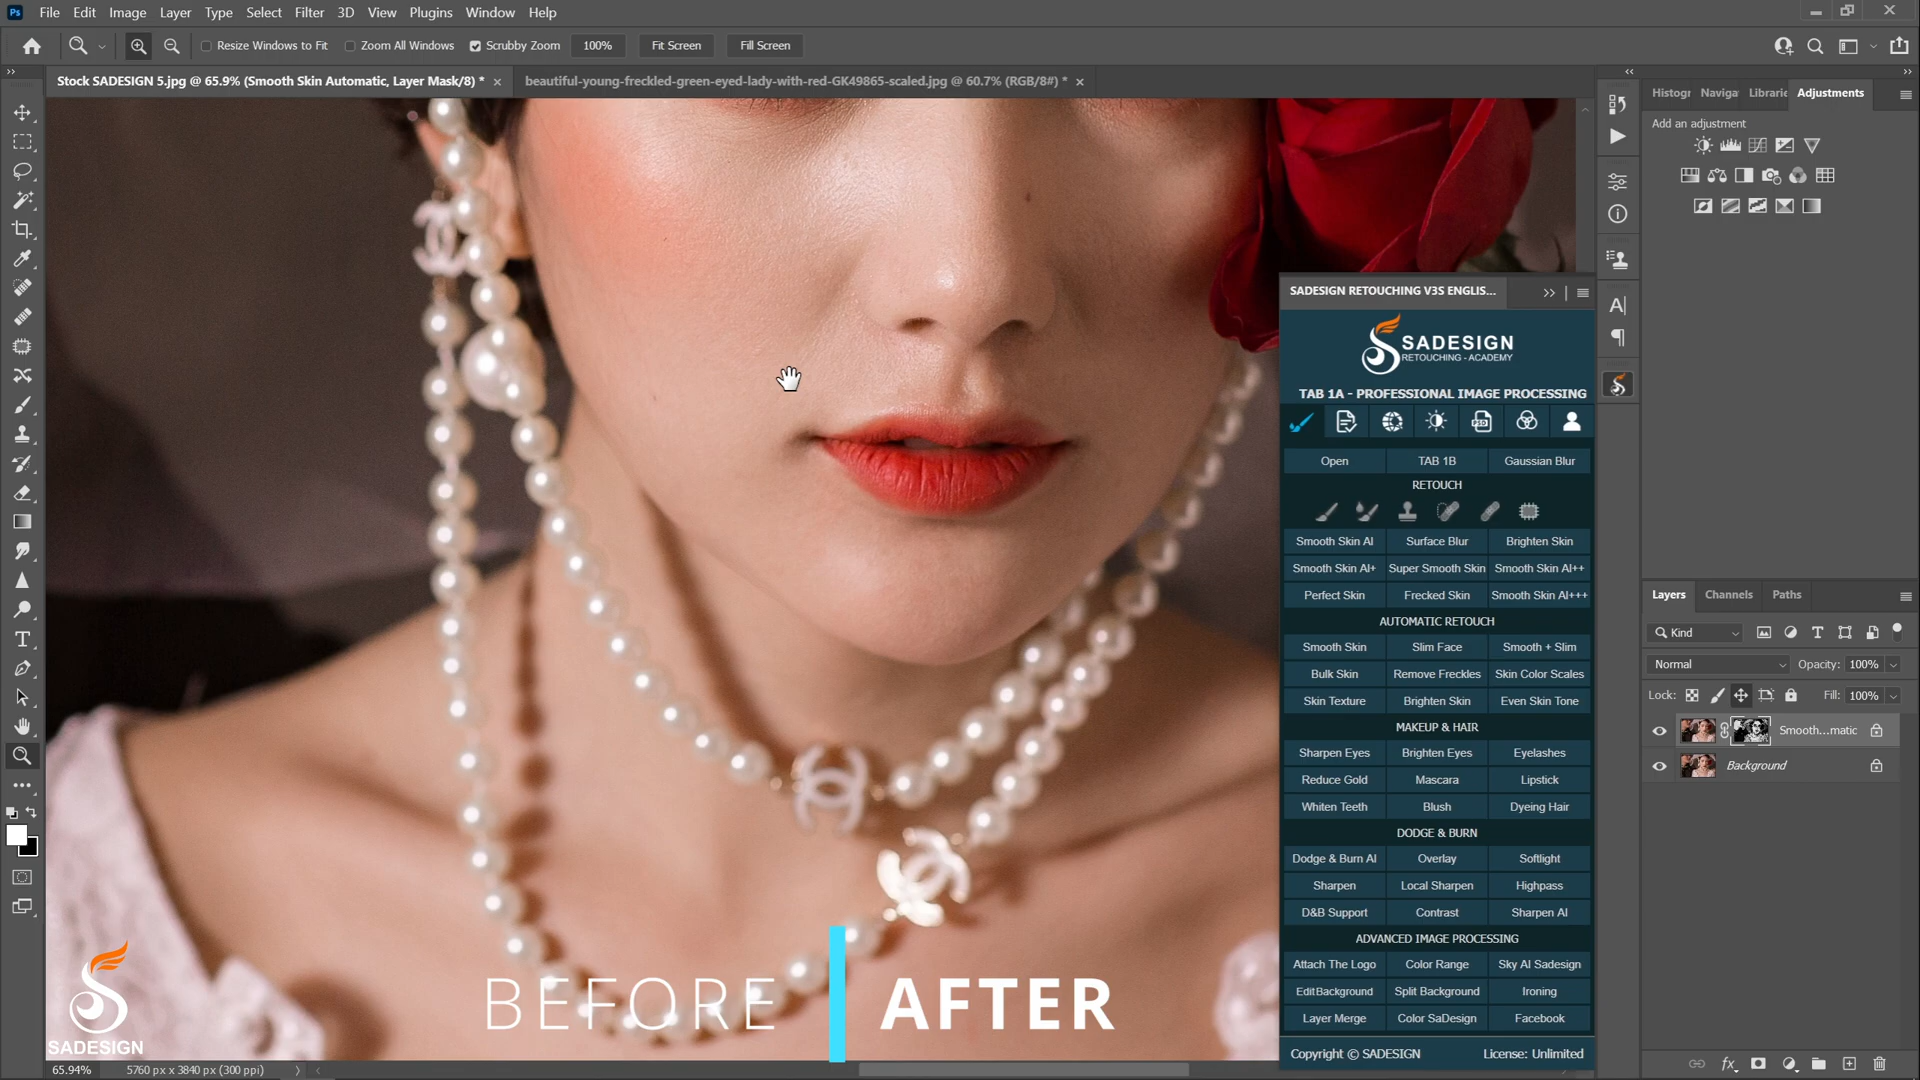 Ps File Edit Image Layer Type Select Filter 3D View Plugins Window Help
Resize Windows to Fit Zoom All Windows Scrubby Zoom 100% Fit Screen Fill Screen
Stock SADESIGN 5.jpg @ 65.9% (Smooth Skin Automatic, Layer Mask/8) * × beautiful-young-freckled-green-eyed-lady-with-red-GK49865-scaled.jpg @ 60.7% (RGB/8#) * ×
Histogr Naviga Librarie Adjustments
Add an adjustment
SADESIGN RETOUCHING V3S ENGLIS...
SADESIGN
RETOUCHING - ACADEMY
TAB 1A - PROFESSIONAL IMAGE PROCESSING
Open TAB 1B Gaussian Blur
RETOUCH
Smooth Skin AI Surface Blur Brighten Skin
Smooth Skin AI+ Super Smooth Skin Smooth Skin AI++
Perfect Skin Frecked Skin Smooth Skin AI+++
AUTOMATIC RETOUCH
Smooth Skin Slim Face Smooth + Slim
Bulk Skin Remove Freckles Skin Color Scales
Skin Texture Brighten Skin Even Skin Tone
MAKEUP & HAIR
Sharpen Eyes Brighten Eyes Eyelashes
Reduce Gold Mascara Lipstick
Whiten Teeth Blush Dyeing Hair
DODGE & BURN
Dodge & Burn AI Overlay Softlight
Sharpen Local Sharpen Highpass
D&B Support Contrast Sharpen AI
ADVANCED IMAGE PROCESSING
Attach The Logo Color Range Sky AI Sadesign
EditBackground Split Background Ironing
Layer Merge Color SaDesign Facebook
Copyright © SADESIGN License: Unlimited
Layers Channels Paths
Kind
Normal Opacity: 100%
Lock: Fill: 100%
Smooth...matic
Background
BEFORE AFTER
SADESIGN
65.94% 5760 px x 3840 px (300 ppi)